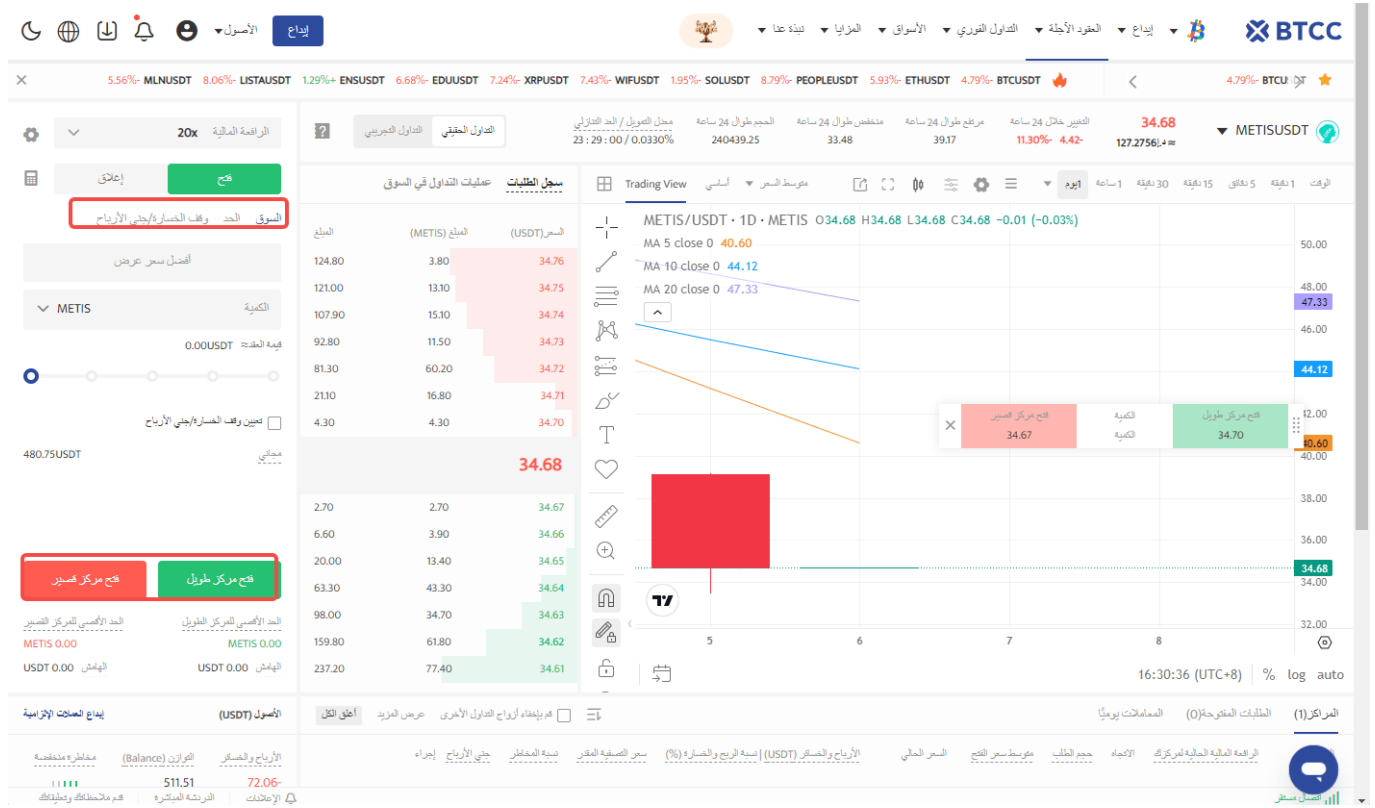 BTCC
إيداع
العقود الآجلة
التداول الفوري
الأسواق
المزايا
نبذة عنا
إيداع
الأصول
4.79%- BTCU
4.79%- BTCUSDT
5.93%- ETHUSDT
8.79%- PEOPLEUSDT
1.95%- SOLUSDT
7.43%- WIFUSDT
7.24%- XRPUSDT
6.68%- EDUUSDT
1.29%+ ENSUSDT
8.06%- LISTAUSDT
5.56%- MLNUSDT
METISUSDT
34.68
≈د.إ127.2756
التغيير خلال 24 ساعة
11.30%- 4.42-
مرتفع طوال 24 ساعة
39.17
منخفض طوال 24 ساعة
33.48
الحجم طوال 24 ساعة
240439.25
معدل التمويل / العد التنازلي
23 : 29 : 00 / 0.0330%
التداول الحقيقي
التداول التجريبي
الرافعة المالية 20x
الوقت
1 دقيقة
5 دقائق
15 دقيقة
30 دقيقة
1 ساعة
1يوم
متوسط السعر
أساسي
Trading View
METIS/USDT · 1D · METIS O34.68 H34.68 L34.68 C34.68 −0.01 (−0.03%)
MA 5 close 0 40.60
MA 10 close 0 44.12
MA 20 close 0 47.33
50.00
48.00
47.33
46.00
44.12
42.00
40.60
40.00
38.00
36.00
34.68
34.00
32.00
فتح مركز طويل
34.70
الكمية
الكمية
فتح مركز قصير
34.67
5 6 7 8
16:30:36 (UTC+8) % log auto
سجل الطلبات
عمليات التداول في السوق
السعر(USDT) المبلغ (METIS) المبلغ
34.76 3.80 124.80
34.75 13.10 121.00
34.74 15.10 107.90
34.73 11.50 92.80
34.72 60.20 81.30
34.71 16.80 21.10
34.70 4.30 4.30
34.68
34.67 2.70 2.70
34.66 3.90 6.60
34.65 13.40 20.00
34.64 43.30 63.30
34.63 34.70 98.00
34.62 61.80 159.80
34.61 77.40 237.20
فتح
إغلاق
السوق الحد وقف الخسارة/جني الأرباح
أفضل سعر عرض
الكمية METIS
قيمة العقد≈ 0.00USDT
تعيين وقف الخسارة/جني الأرباح
مجاني 480.75USDT
فتح مركز طويل
فتح مركز قصير
الحد الأقصى للمركز الطويل
الحد الأقصى للمركز القصير
METIS 0.00
METIS 0.00
الهامش USDT 0.00
الهامش USDT 0.00
المراكز(1)
الطلبات المفتوحة(0)
المعاملات يوميًا
قم بإخفاء أزواج التداول الأخرى
عرض المزيد
أغلق الكل
الأصول (USDT)
إيداع العملات الإلزامية
الرافعة المالية الحالية لمركزك
الاتجاه
حجم الطلب
متوسط سعر الفتح
السعر الحالي
الأرباح والخسائر (USDT) | نسبة الربح والخسارة (%)
سعر التصفية المقدر
نسبة المخاطر
جني الأرباح
إجراء
الأرباح والخسائر
التوازن (Balance)
مخاطرة منخفضة
72.06-
511.51
الإعلانات
الدردشة المباشرة
قدم ملاحظاتك وتعليقاتك
اتصال مستقر